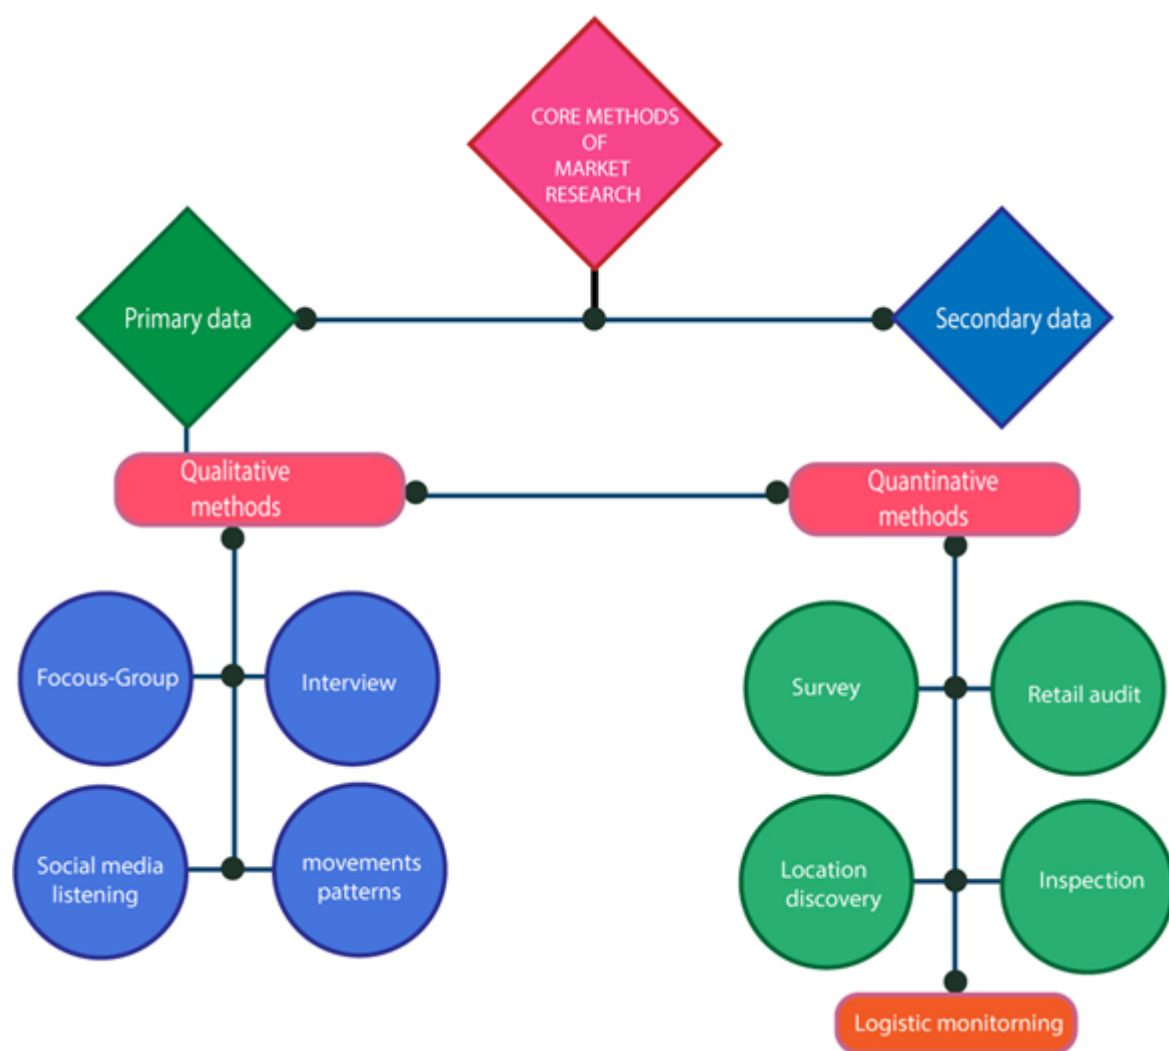 CORE METHODS
OF
MARKET
RESEARCH
Primary data
Secondary data
Qualitative
methods
Quantinative
methods
Focous-Group
Interview
Social media
listening
movements
patterns
Survey
Retail audit
Location
discovery
Inspection
Logistic monitorning